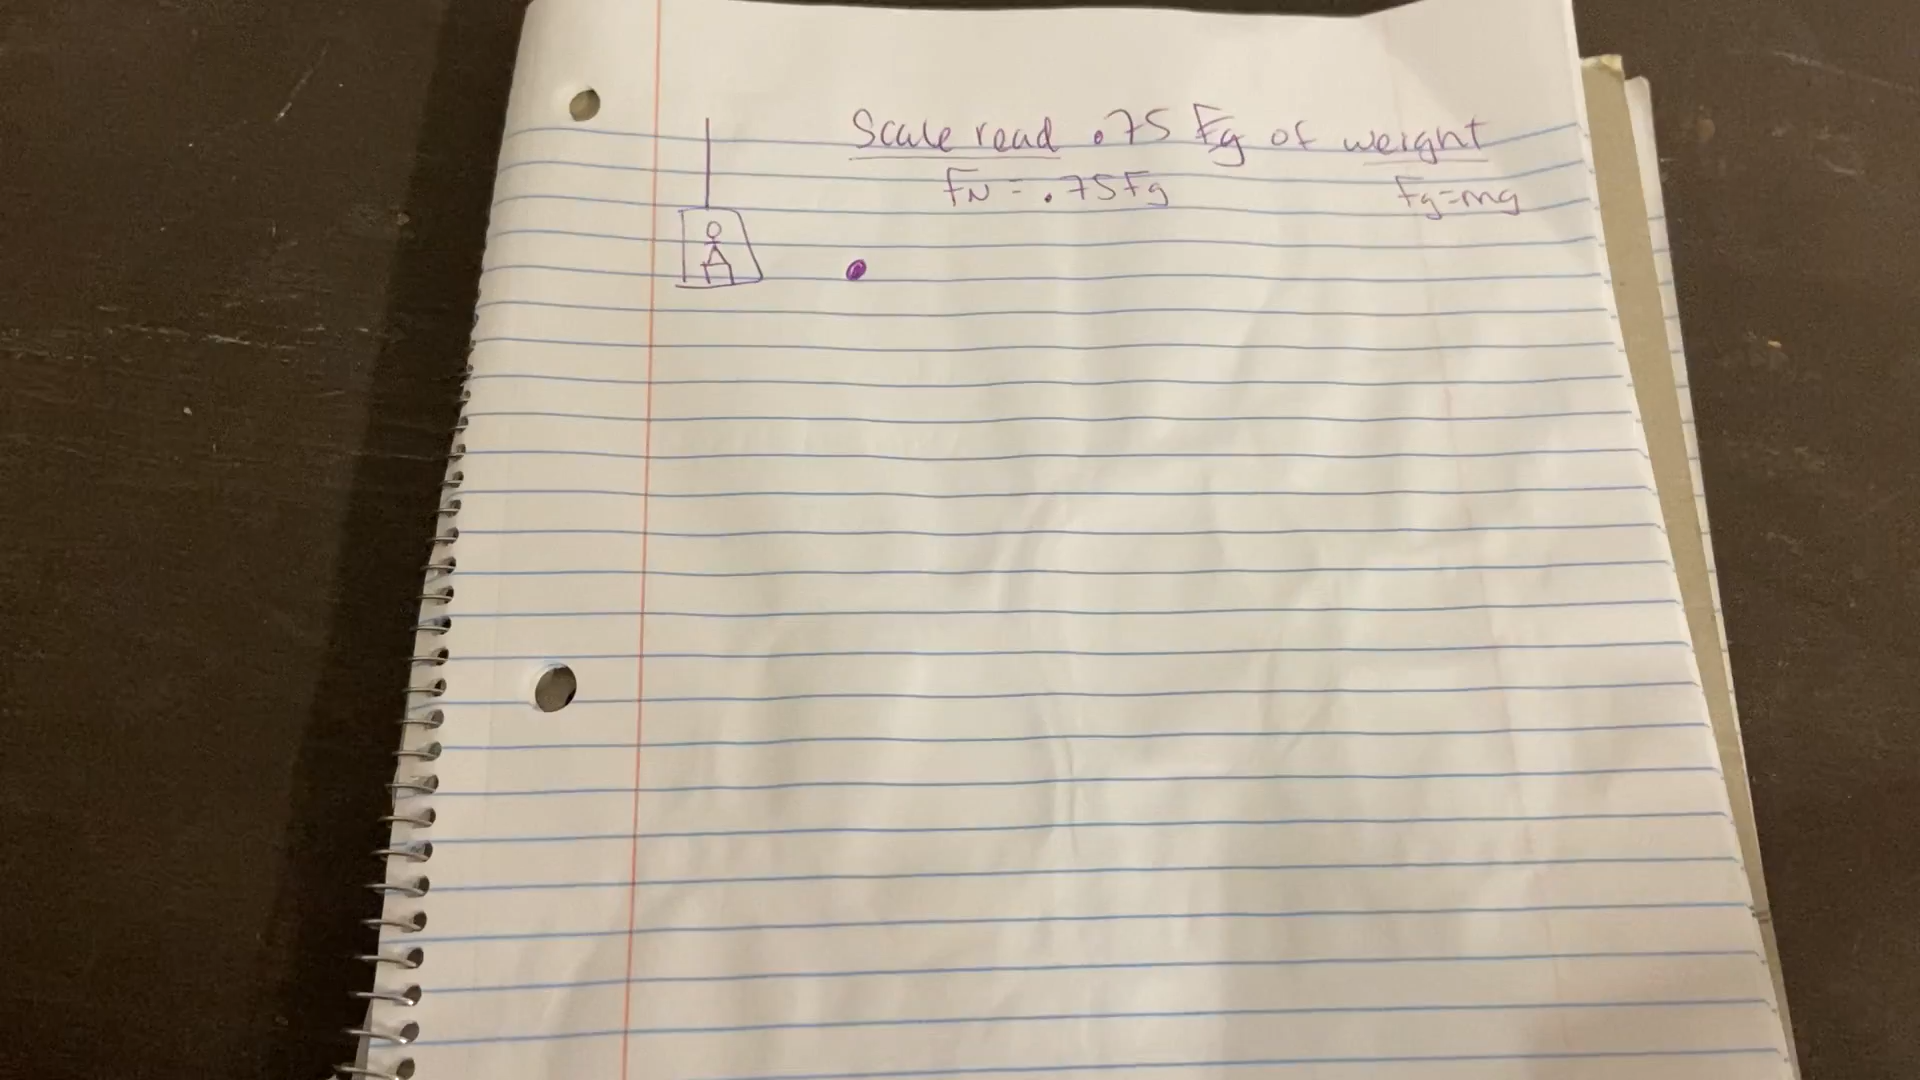 Scale read .75 Fg of weight
FN = .75Fg
Fg=mg